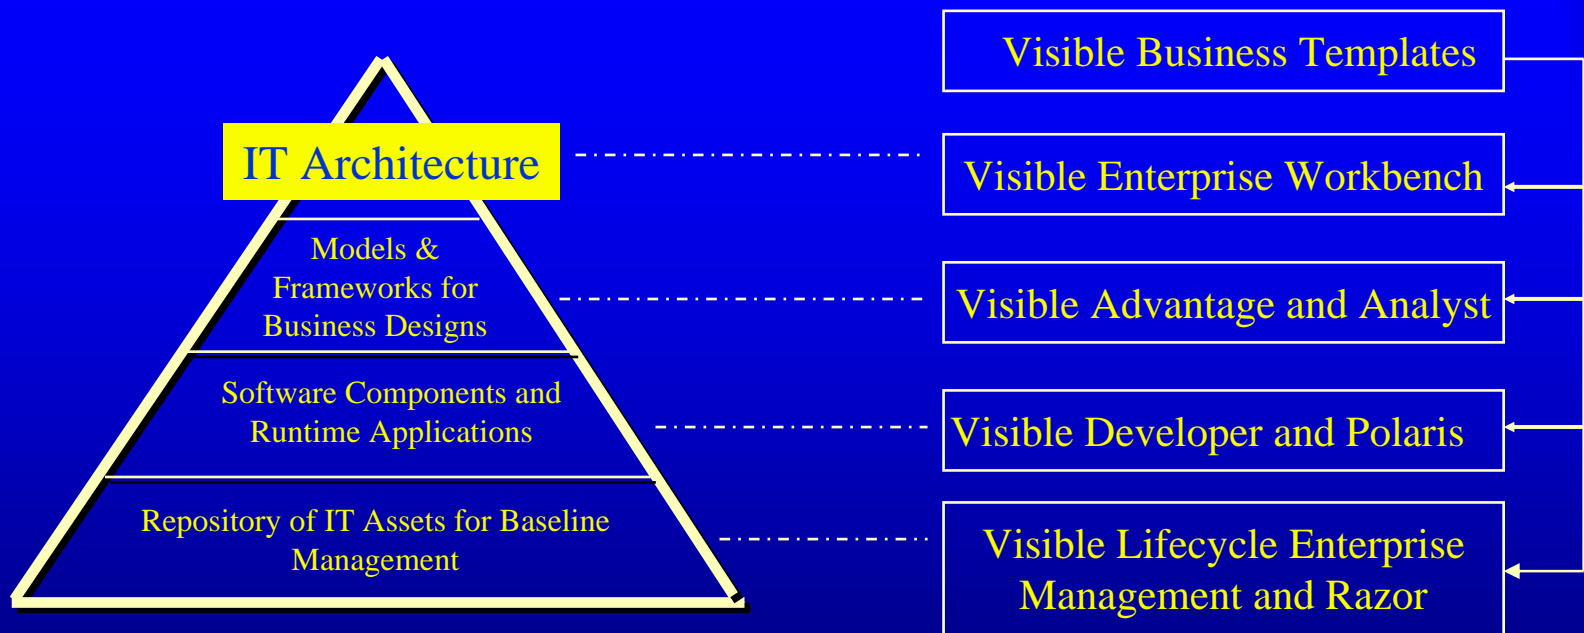 IT Architecture
Models &
Frameworks for
Business Designs
Software Components and
Runtime Applications
Repository of IT Assets for Baseline
Management
Visible Business Templates
Visible Enterprise Workbench
Visible Advantage and Analyst
Visible Developer and Polaris
Visible Lifecycle Enterprise
Management and Razor